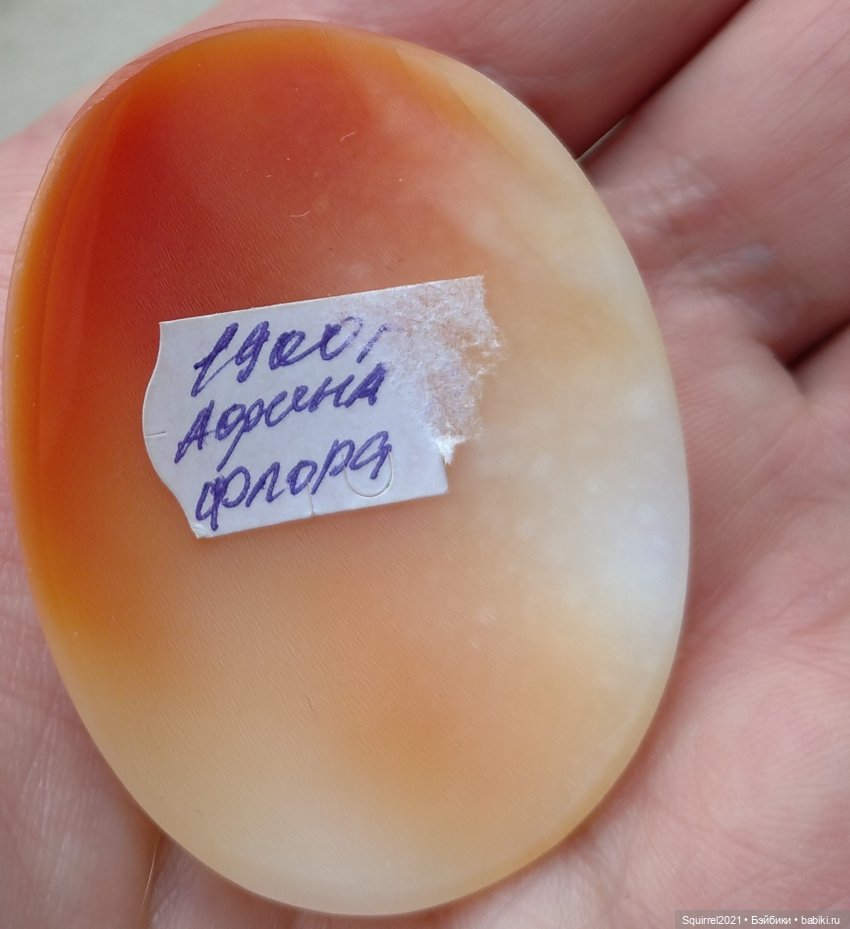 1900г
Афина
флора
Squirrel2021 • Бэйбики • babiki.ru